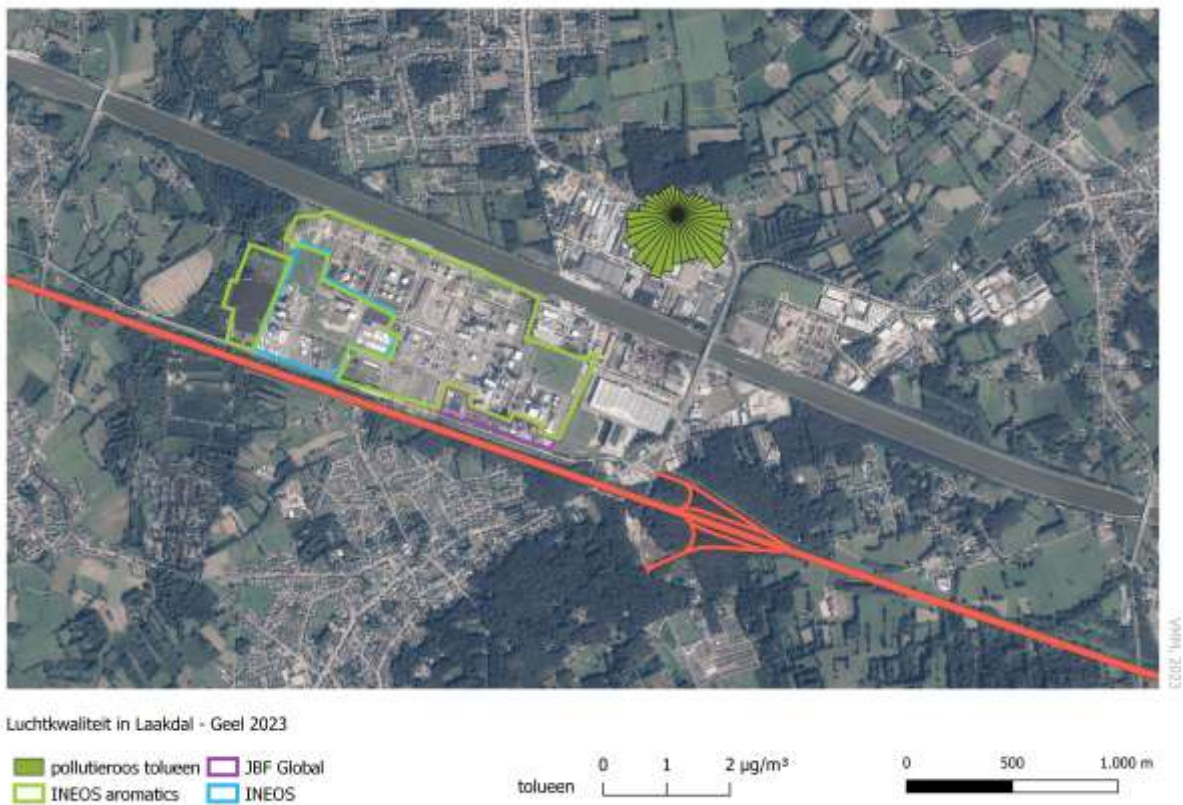 VMM, 2023
Luchtkwaliteit in Laakdal - Geel 2023
pollutieroos tolueen
JBF Global
INEOS aromatics
INEOS
tolueen
0 1 2 µg/m³
0 500 1.000 m